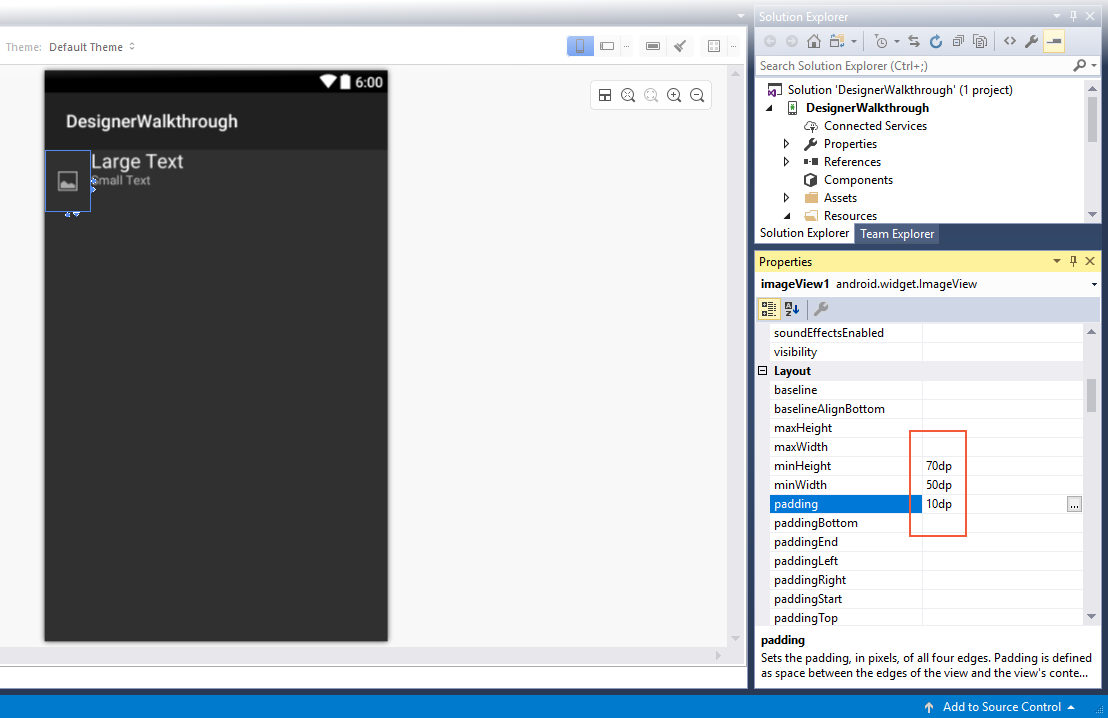 Theme: Default Theme
6:00
DesignerWalkthrough
Large Text
Small Text
Solution Explorer
Search Solution Explorer (Ctrl+;)
Solution 'DesignerWalkthrough' (1 project)
DesignerWalkthrough
Connected Services
Properties
References
Components
Assets
Resources
Solution Explorer Team Explorer
Properties
imageView1 android.widget.ImageView
soundEffectsEnabled
visibility
Layout
baseline
baselineAlignBottom
maxHeight
maxWidth
minHeight 70dp
minWidth 50dp
padding 10dp ...
paddingBottom
paddingEnd
paddingLeft
paddingRight
paddingStart
paddingTop
padding
Sets the padding, in pixels, of all four edges. Padding is defined
as space between the edges of the view and the view's conte...
Add to Source Control